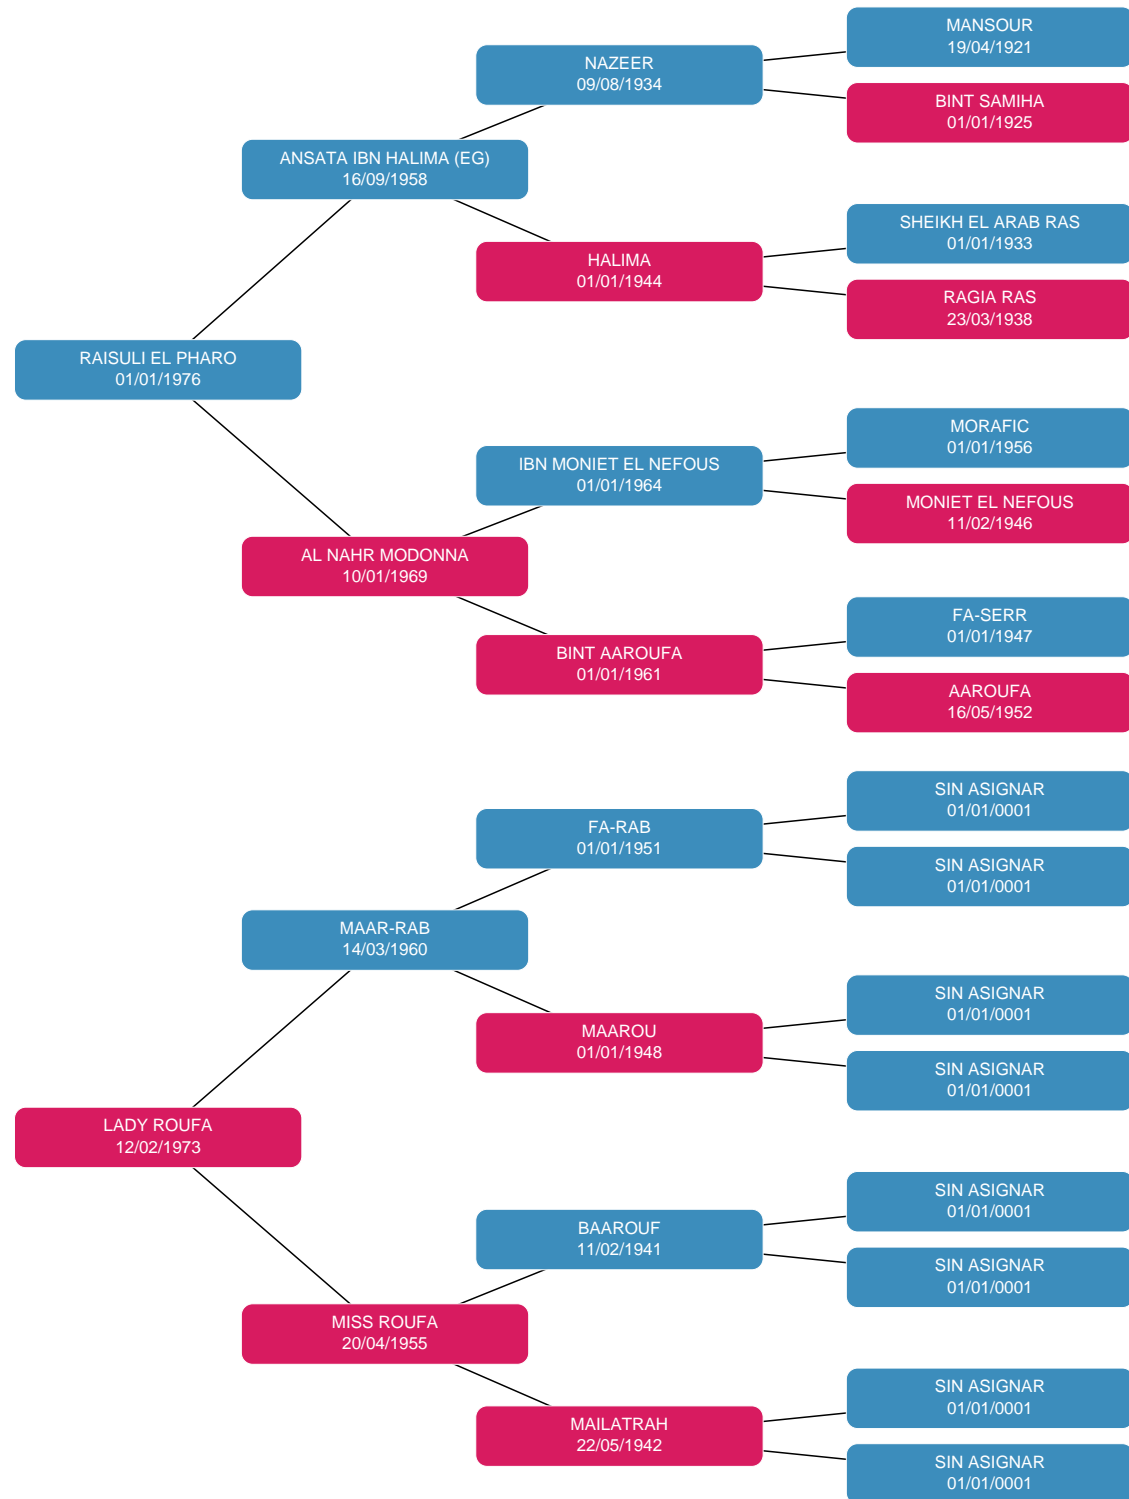 MANSOUR
19/04/1921
NAZEER
09/08/1934
BINT SAMIHA
01/01/1925
ANSATA IBN HALIMA (EG)
16/09/1958
SHEIKH EL ARAB RAS
01/01/1933
HALIMA
01/01/1944
RAGIA RAS
23/03/1938
RAISULI EL PHARO
01/01/1976
MORAFIC
01/01/1956
IBN MONIET EL NEFOUS
01/01/1964
MONIET EL NEFOUS
11/02/1946
AL NAHR MODONNA
10/01/1969
FA-SERR
01/01/1947
BINT AAROUFA
01/01/1961
AAROUFA
16/05/1952
SIN ASIGNAR
01/01/0001
FA-RAB
01/01/1951
SIN ASIGNAR
01/01/0001
MAAR-RAB
14/03/1960
SIN ASIGNAR
01/01/0001
MAAROU
01/01/1948
SIN ASIGNAR
01/01/0001
LADY ROUFA
12/02/1973
SIN ASIGNAR
01/01/0001
BAAROUF
11/02/1941
SIN ASIGNAR
01/01/0001
MISS ROUFA
20/04/1955
SIN ASIGNAR
01/01/0001
MAILATRAH
22/05/1942
SIN ASIGNAR
01/01/0001